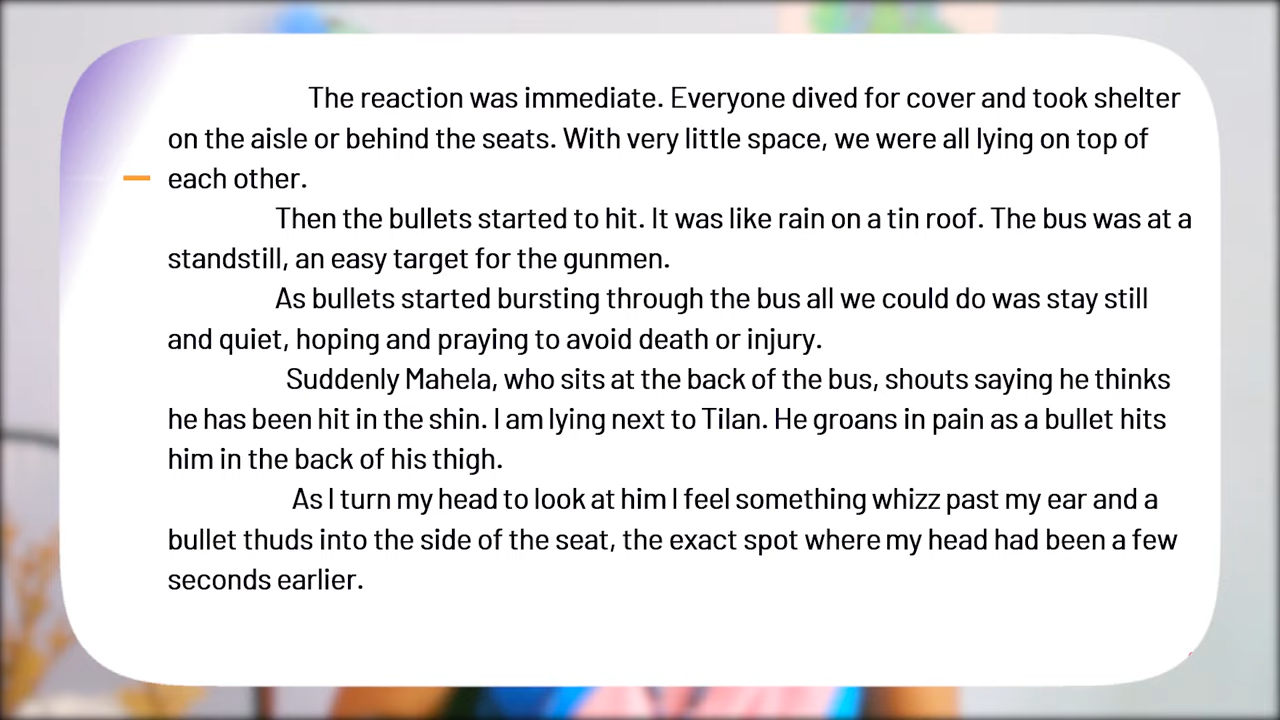 The reaction was immediate. Everyone dived for cover and took shelter
on the aisle or behind the seats. With very little space, we were all lying on top of
each other.
Then the bullets started to hit. It was like rain on a tin roof. The bus was at a
standstill, an easy target for the gunmen.
As bullets started bursting through the bus all we could do was stay still
and quiet, hoping and praying to avoid death or injury.
Suddenly Mahela, who sits at the back of the bus, shouts saying he thinks
he has been hit in the shin. I am lying next to Tilan. He groans in pain as a bullet hits
him in the back of his thigh.
As I turn my head to look at him I feel something whizz past my ear and a
bullet thuds into the side of the seat, the exact spot where my head had been a few
seconds earlier.